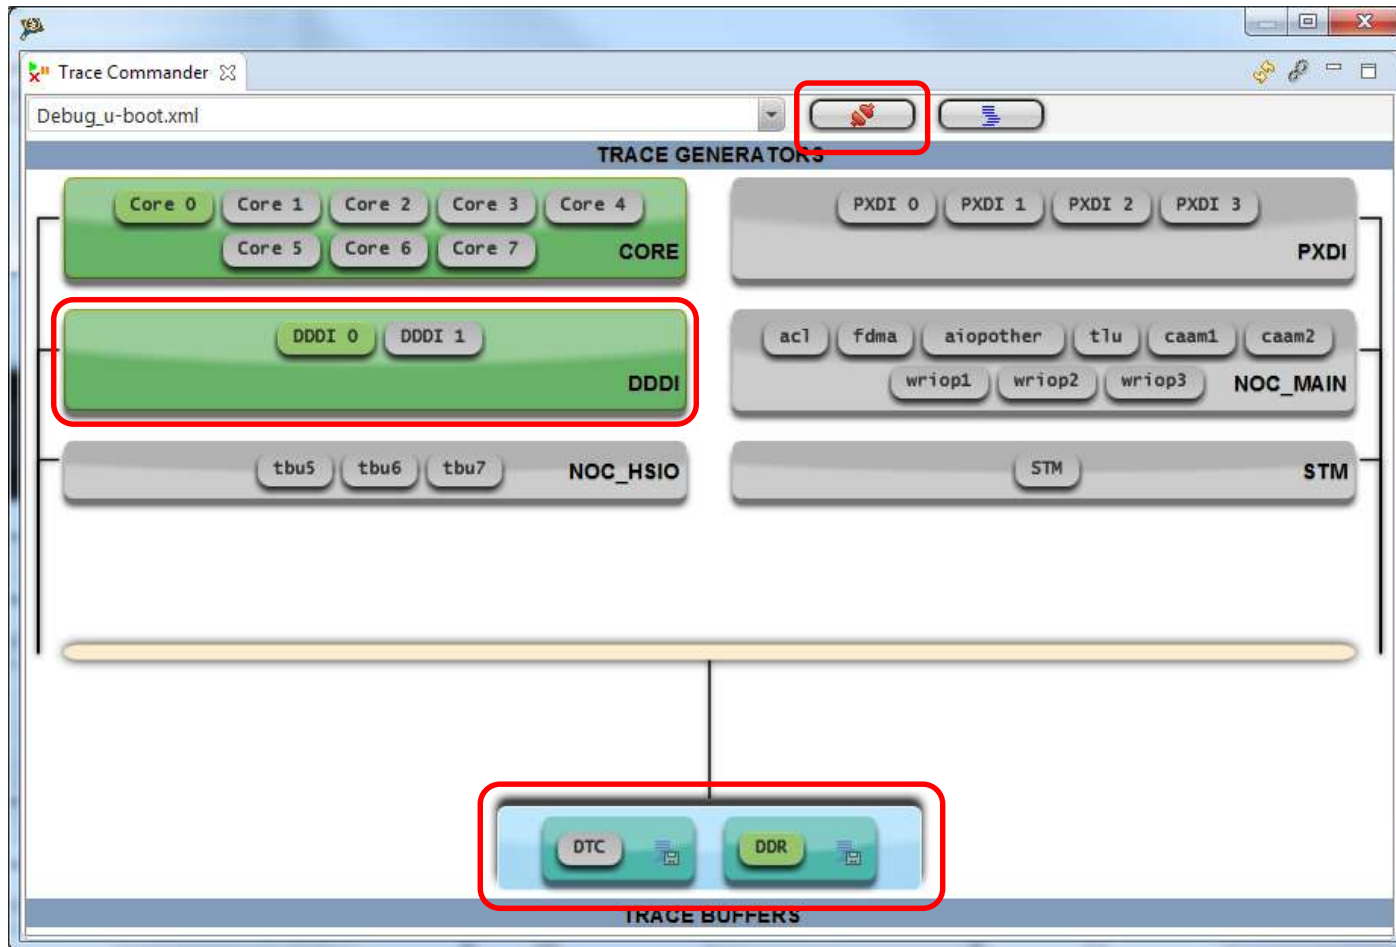 Trace Commander
Debug_u-boot.xml
TRACE GENERATORS
Core 0 Core 1 Core 2 Core 3 Core 4
Core 5 Core 6 Core 7 CORE
PXDI 0 PXDI 1 PXDI 2 PXDI 3
PXDI
DDDI 0 DDDI 1
DDDI
acl fdma aiopother tlu caam1 caam2
wriop1 wriop2 wriop3 NOC_MAIN
tbu5 tbu6 tbu7 NOC_HSIO
STM STM
DTC DDR
TRACE BUFFERS